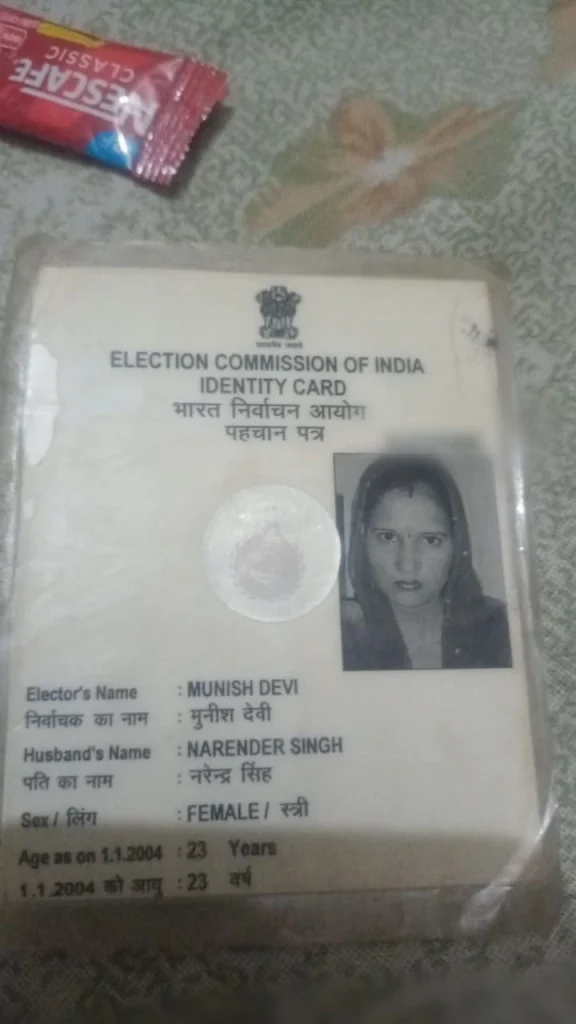 NESCAFÉ
CLASSIC
ELECTION COMMISSION OF INDIA
IDENTITY CARD
भारत निर्वाचन आयोग
पहचान पत्र
Elector's Name : MUNISH DEVI
निर्वाचक का नाम : मुनीश देवी
Husband's Name : NARENDER SINGH
पति का नाम : नरेन्द्र सिंह
Sex / लिंग : FEMALE / स्त्री
Age as on 1.1.2004 : 23 Years
1.1.2004 को आयु : 23 वर्ष